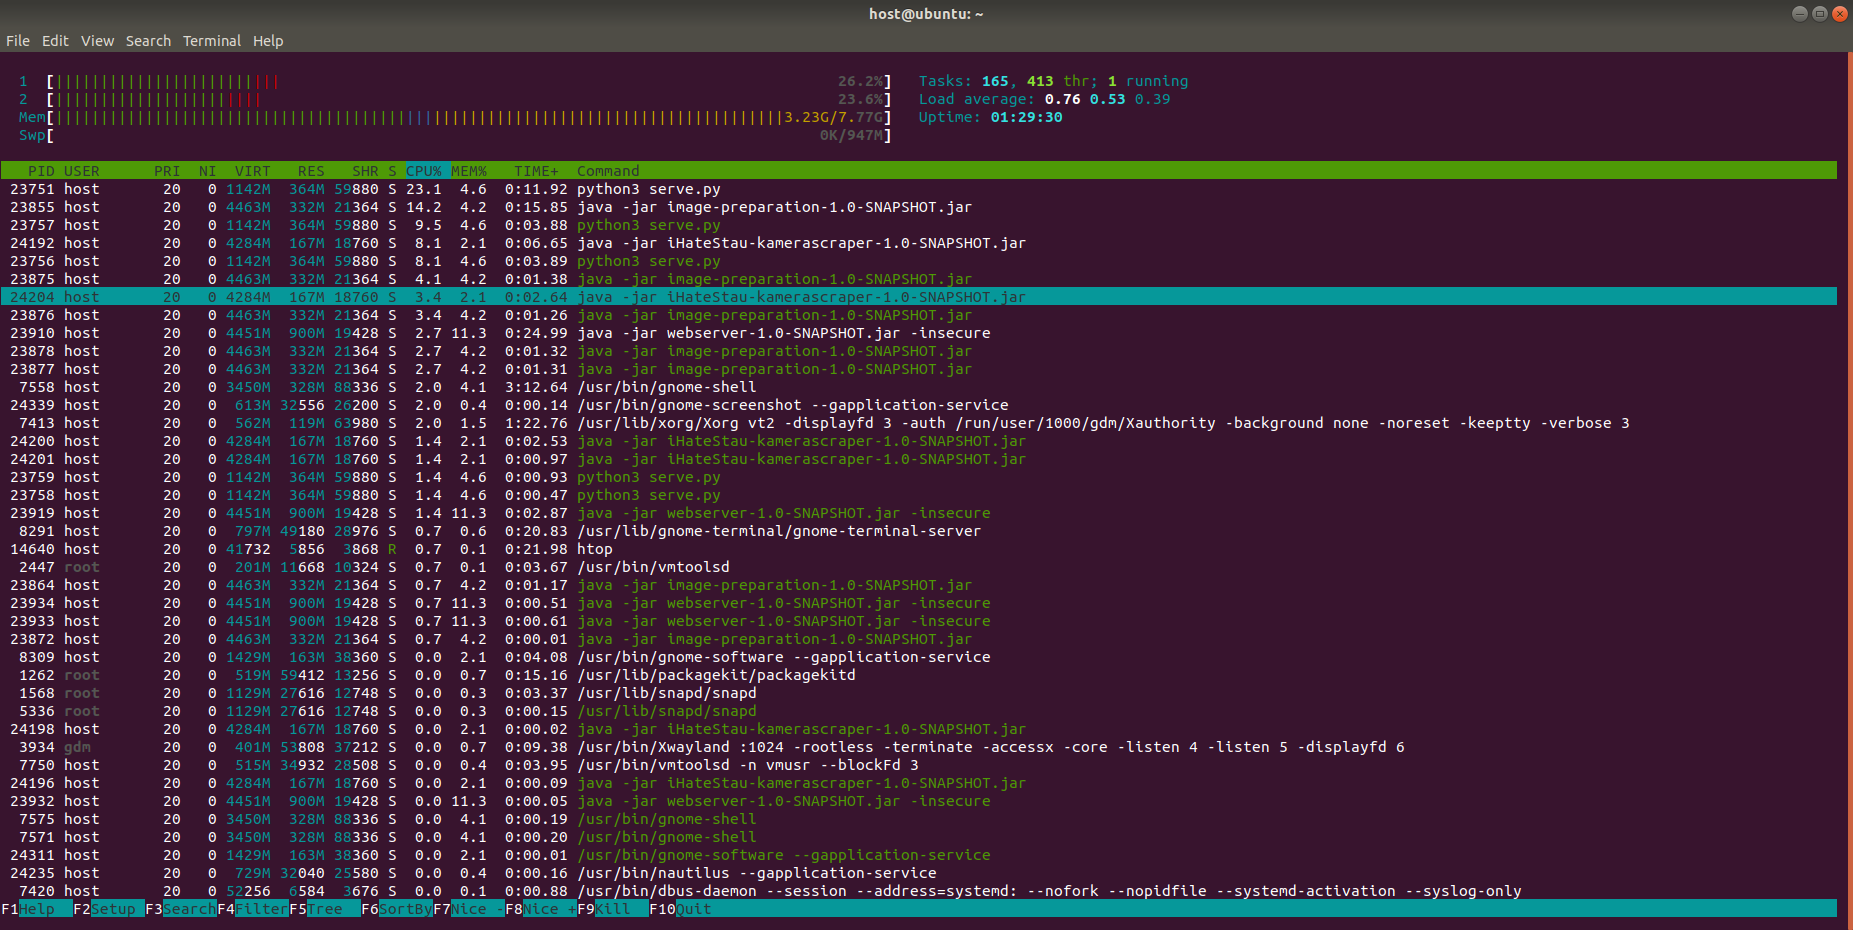 host@ubuntu: ~
File Edit View Search Terminal Help
1 [||||||||||||||||||||||||| 26.2%] Tasks: 165, 413 thr; 1 running
2 [||||||||||||||||||||||| 23.6%] Load average: 0.76 0.53 0.39
Mem[||||||||||||||||||||||||||||||||||||||||||||||||||||||||||||||||||||||||||||||||||3.23G/7.77G] Uptime: 01:29:30
Swp[ 0K/947M]
PID USER PRI NI VIRT RES SHR S CPU% MEM% TIME+ Command
23751 host 20 0 1142M 364M 59880 S 23.1 4.6 0:11.92 python3 serve.py
23855 host 20 0 4463M 332M 21364 S 14.2 4.2 0:15.85 java -jar image-preparation-1.0-SNAPSHOT.jar
23757 host 20 0 1142M 364M 59880 S 9.5 4.6 0:03.88 python3 serve.py
24192 host 20 0 4284M 167M 18760 S 8.1 2.1 0:06.65 java -jar iHateStau-kamerascraper-1.0-SNAPSHOT.jar
23756 host 20 0 1142M 364M 59880 S 8.1 4.6 0:03.89 python3 serve.py
23875 host 20 0 4463M 332M 21364 S 4.1 4.2 0:01.38 java -jar image-preparation-1.0-SNAPSHOT.jar
24204 host 20 0 4284M 167M 18760 S 3.4 2.1 0:02.64 java -jar iHateStau-kamerascraper-1.0-SNAPSHOT.jar
23876 host 20 0 4463M 332M 21364 S 3.4 4.2 0:01.26 java -jar image-preparation-1.0-SNAPSHOT.jar
23910 host 20 0 4451M 900M 19428 S 2.7 11.3 0:24.99 java -jar webserver-1.0-SNAPSHOT.jar -insecure
23878 host 20 0 4463M 332M 21364 S 2.7 4.2 0:01.32 java -jar image-preparation-1.0-SNAPSHOT.jar
23877 host 20 0 4463M 332M 21364 S 2.7 4.2 0:01.31 java -jar image-preparation-1.0-SNAPSHOT.jar
7558 host 20 0 3450M 328M 88336 S 2.0 4.1 3:12.64 /usr/bin/gnome-shell
24339 host 20 0 613M 32556 26200 S 2.0 0.4 0:00.14 /usr/bin/gnome-screenshot --gapplication-service
7413 host 20 0 562M 119M 63980 S 2.0 1.5 1:22.76 /usr/lib/xorg/Xorg vt2 -displayfd 3 -auth /run/user/1000/gdm/Xauthority -background none -noreset -keeptty -verbose 3
24200 host 20 0 4284M 167M 18760 S 1.4 2.1 0:02.53 java -jar iHateStau-kamerascraper-1.0-SNAPSHOT.jar
24201 host 20 0 4284M 167M 18760 S 1.4 2.1 0:00.97 java -jar iHateStau-kamerascraper-1.0-SNAPSHOT.jar
23759 host 20 0 1142M 364M 59880 S 1.4 4.6 0:00.93 python3 serve.py
23758 host 20 0 1142M 364M 59880 S 1.4 4.6 0:00.47 python3 serve.py
23919 host 20 0 4451M 900M 19428 S 1.4 11.3 0:02.87 java -jar webserver-1.0-SNAPSHOT.jar -insecure
8291 host 20 0 797M 49180 28976 S 0.7 0.6 0:20.83 /usr/lib/gnome-terminal/gnome-terminal-server
14640 host 20 0 41732 5856 3868 R 0.7 0.1 0:21.98 htop
2447 root 20 0 201M 11668 10324 S 0.7 0.1 0:03.67 /usr/bin/vmtoolsd
23864 host 20 0 4463M 332M 21364 S 0.7 4.2 0:01.17 java -jar image-preparation-1.0-SNAPSHOT.jar
23934 host 20 0 4451M 900M 19428 S 0.7 11.3 0:00.51 java -jar webserver-1.0-SNAPSHOT.jar -insecure
23933 host 20 0 4451M 900M 19428 S 0.7 11.3 0:00.61 java -jar webserver-1.0-SNAPSHOT.jar -insecure
23872 host 20 0 4463M 332M 21364 S 0.7 4.2 0:00.01 java -jar image-preparation-1.0-SNAPSHOT.jar
8309 host 20 0 1429M 163M 38360 S 0.0 2.1 0:04.08 /usr/bin/gnome-software --gapplication-service
1262 root 20 0 519M 59412 13256 S 0.0 0.7 0:15.16 /usr/lib/packagekit/packagekitd
1568 root 20 0 1129M 27616 12748 S 0.0 0.3 0:03.37 /usr/lib/snapd/snapd
5336 root 20 0 1129M 27616 12748 S 0.0 0.3 0:00.15 /usr/lib/snapd/snapd
24198 host 20 0 4284M 167M 18760 S 0.0 2.1 0:00.02 java -jar iHateStau-kamerascraper-1.0-SNAPSHOT.jar
3934 gdm 20 0 401M 53808 37212 S 0.0 0.7 0:09.38 /usr/bin/Xwayland :1024 -rootless -terminate -accessx -core -listen 4 -listen 5 -displayfd 6
7750 host 20 0 515M 34932 28508 S 0.0 0.4 0:03.95 /usr/bin/vmtoolsd -n vmusr --blockFd 3
24196 host 20 0 4284M 167M 18760 S 0.0 2.1 0:00.09 java -jar iHateStau-kamerascraper-1.0-SNAPSHOT.jar
23932 host 20 0 4451M 900M 19428 S 0.0 11.3 0:00.05 java -jar webserver-1.0-SNAPSHOT.jar -insecure
7575 host 20 0 3450M 328M 88336 S 0.0 4.1 0:00.19 /usr/bin/gnome-shell
7571 host 20 0 3450M 328M 88336 S 0.0 4.1 0:00.20 /usr/bin/gnome-shell
24311 host 20 0 1429M 163M 38360 S 0.0 2.1 0:00.01 /usr/bin/gnome-software --gapplication-service
24235 host 20 0 729M 32040 25580 S 0.0 0.4 0:00.16 /usr/bin/nautilus --gapplication-service
7420 host 20 0 52256 6584 3676 S 0.0 0.1 0:00.88 /usr/bin/dbus-daemon --session --address=systemd: --nofork --nopidfile --systemd-activation --syslog-only
F1Help F2Setup F3SearchF4FilterF5Tree F6SortByF7Nice -F8Nice +F9Kill F10Quit